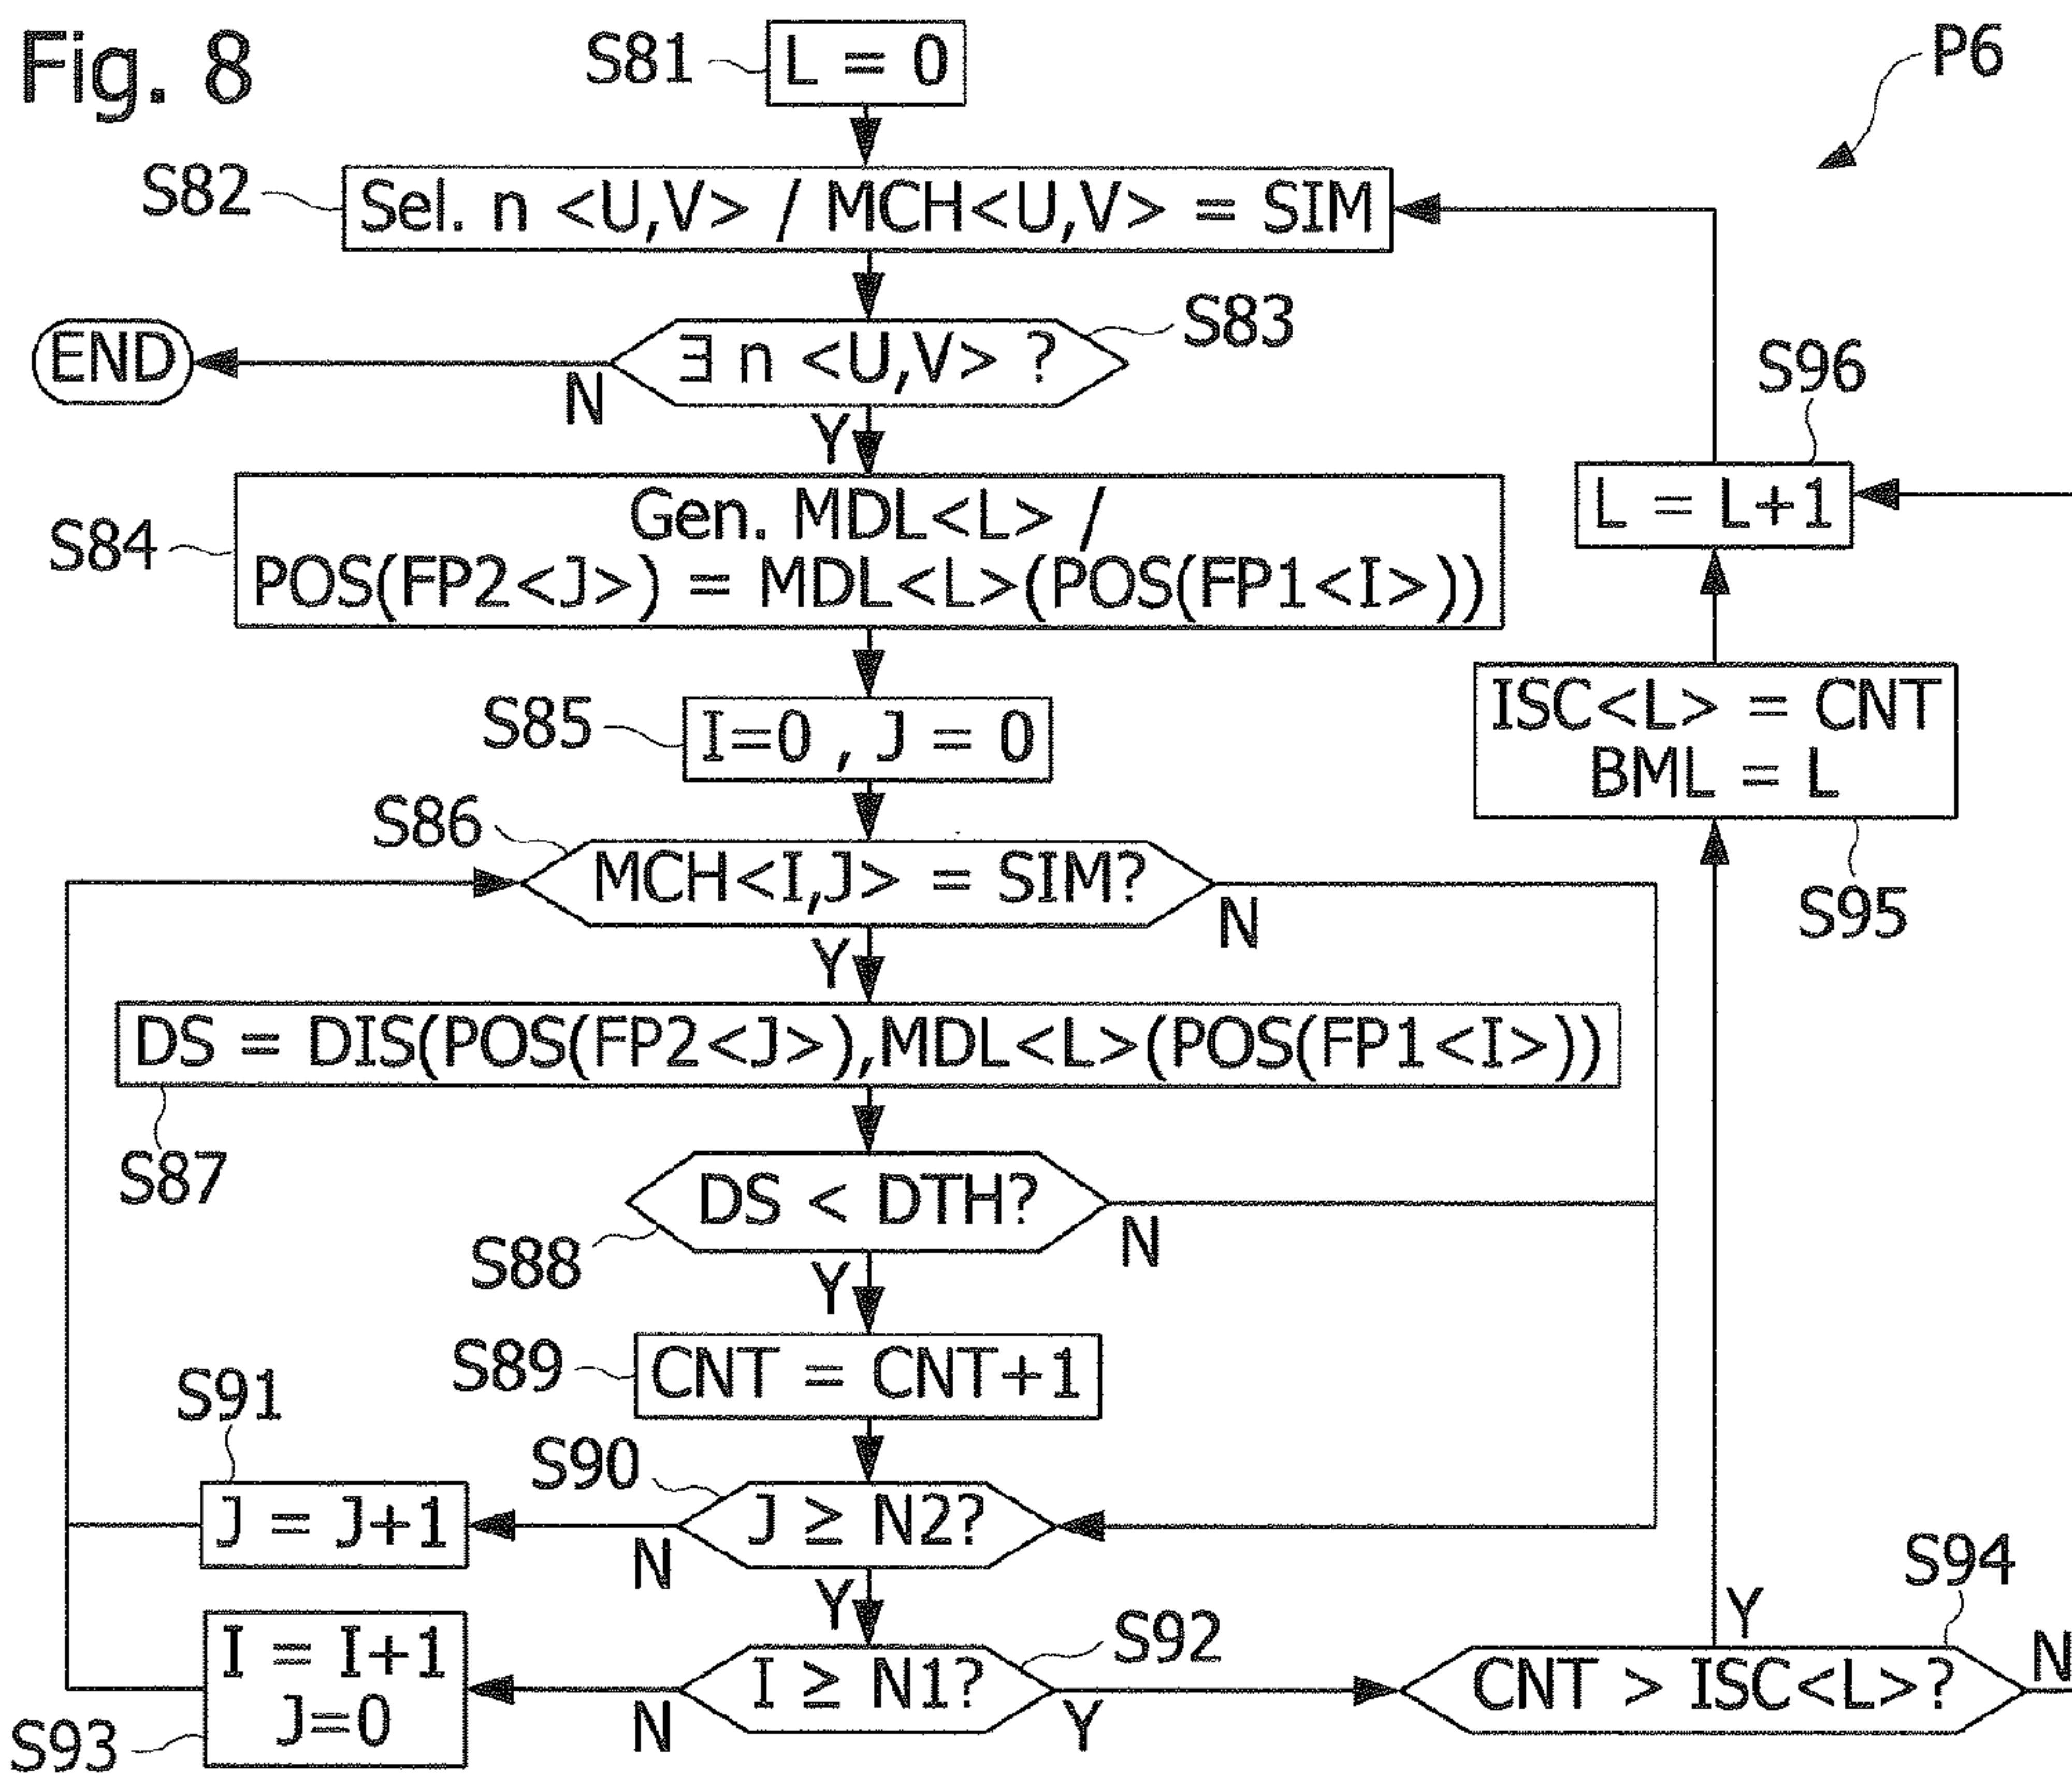 Fig. 8
S81
L = 0
P6
S82
Sel. n <U,V> / MCH<U,V> = SIM
S83
∃ n <U,V> ?
END
N
Y
S96
L = L+1
S84
Gen. MDL<L> /
POS(FP2<J>) = MDL<L>(POS(FP1<I>))
S85
I=0 , J = 0
ISC<L> = CNT
BML = L
S95
S86
MCH<I,J> = SIM?
N
Y
DS = DIS(POS(FP2<J>),MDL<L>(POS(FP1<I>))
S87
DS < DTH?
S88
N
Y
S89
CNT = CNT+1
S91
J = J+1
S90
J ≥ N2?
N
Y
S93
I = I+1
J=0
S92
I ≥ N1?
N
Y
S94
CNT > ISC<L>?
Y
N